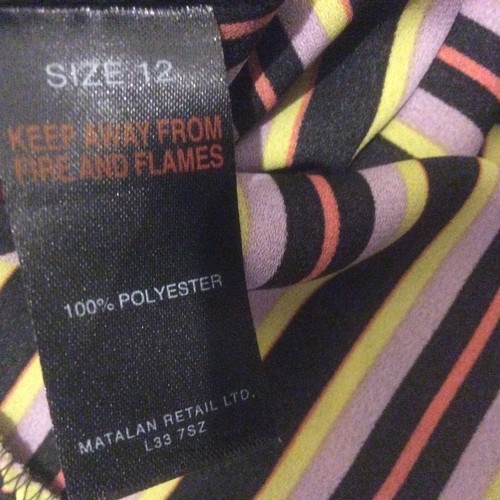 SIZE 12
KEEP AWAY FROM
FIRE AND FLAMES
100% POLYESTER
MATALAN RETAIL LTD.
L33 7SZ